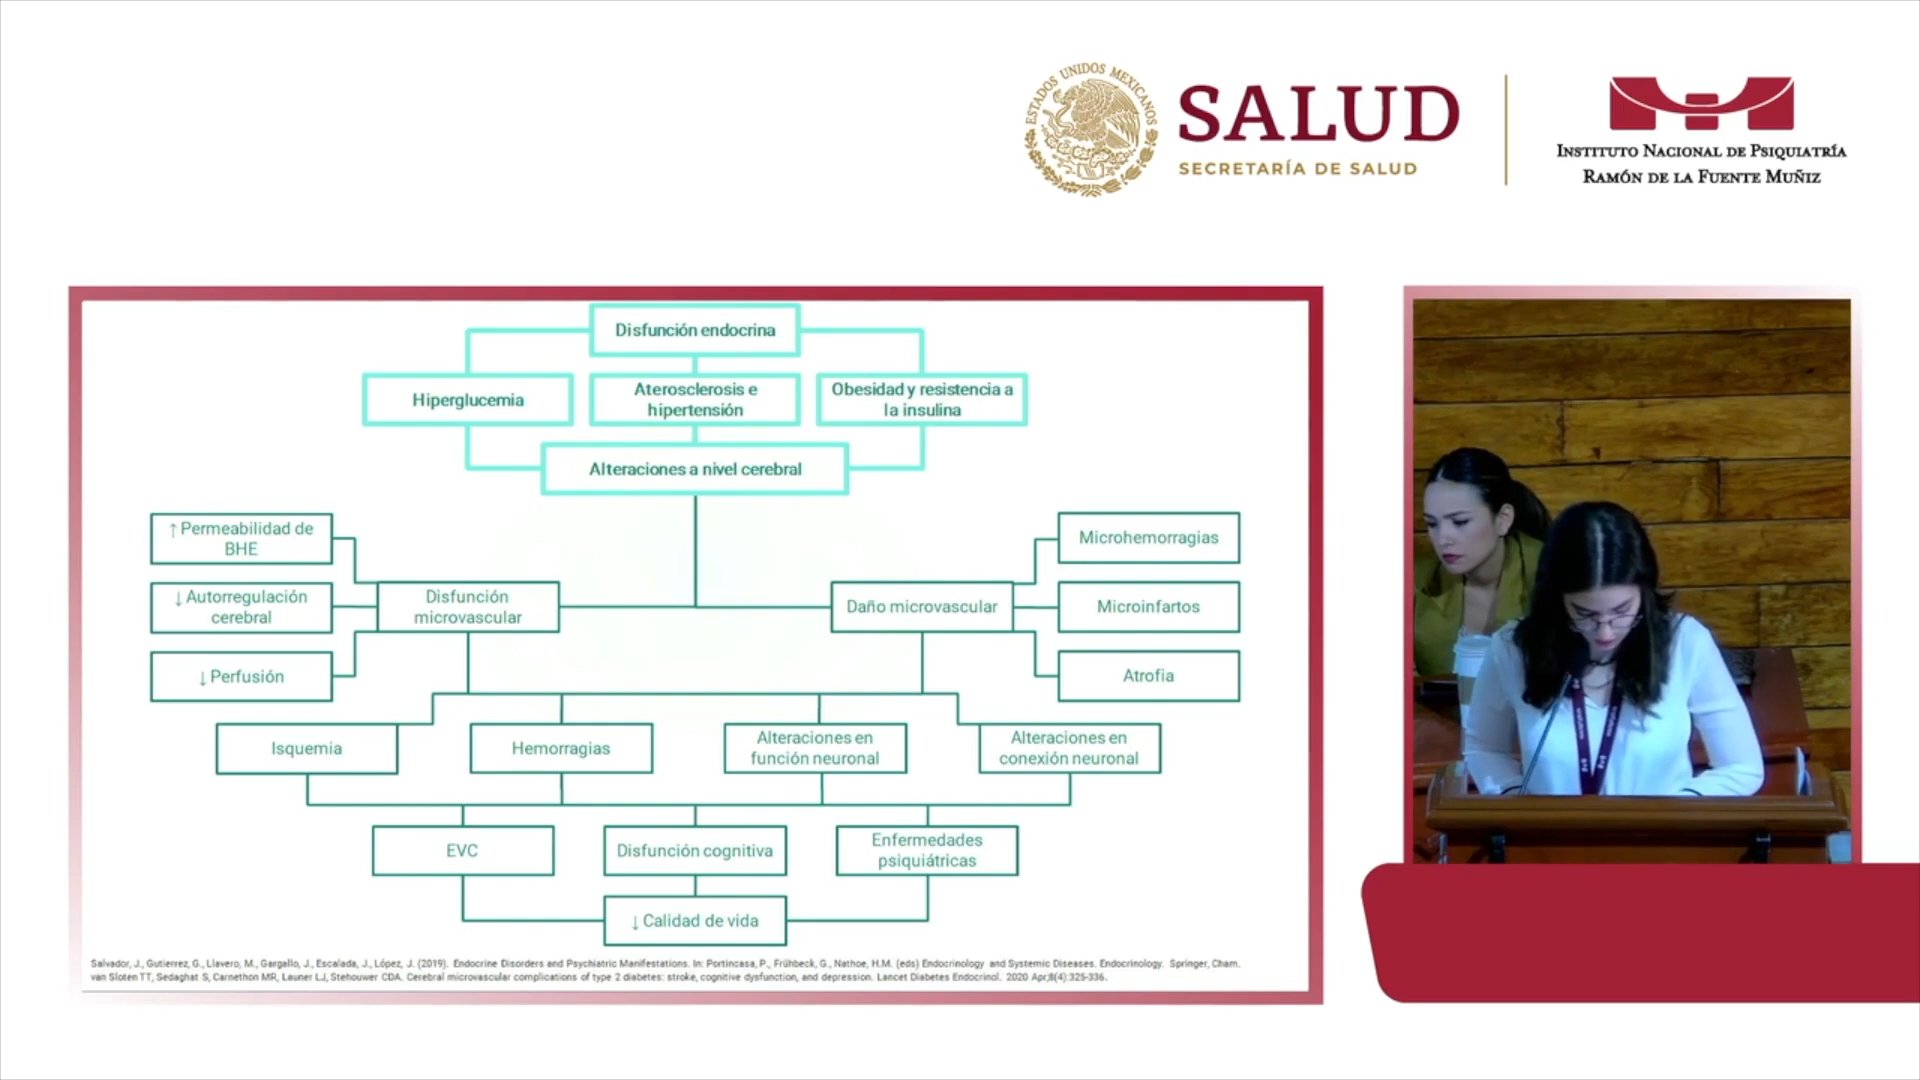 ESTADOS UNIDOS MEXICANOS
SALUD
SECRETARÍA DE SALUD
INSTITUTO NACIONAL DE PSIQUIATRÍA
RAMÓN DE LA FUENTE MUÑIZ
Disfunción endocrina
Hiperglucemia
Aterosclerosis e
hipertensión
Obesidad y resistencia a
la insulina
Alteraciones a nivel cerebral
↑ Permeabilidad de
BHE
↓ Autorregulación
cerebral
↓ Perfusión
Disfunción
microvascular
Daño microvascular
Microhemorragias
Microinfartos
Atrofia
Isquemia
Hemorragias
Alteraciones en
función neuronal
Alteraciones en
conexión neuronal
EVC
Disfunción cognitiva
Enfermedades
psiquiátricas
↓ Calidad de vida
Salvador, J., Gutierrez, G., Llavero, M., Gargallo, J., Escalada, J., López, J. (2019). Endocrine Disorders and Psychiatric Manifestations. In: Portincasa, P., Frühbeck, G., Nathoe, H.M. (eds) Endocrinology and Systemic Diseases. Endocrinology. Springer, Cham.
van Sloten TT, Sedaghat S, Carnethon MR, Launer LJ, Stehouwer CDA. Cerebral microvascular complications of type 2 diabetes: stroke, cognitive dysfunction, and depression. Lancet Diabetes Endocrinol. 2020 Apr;8(4):325-336.